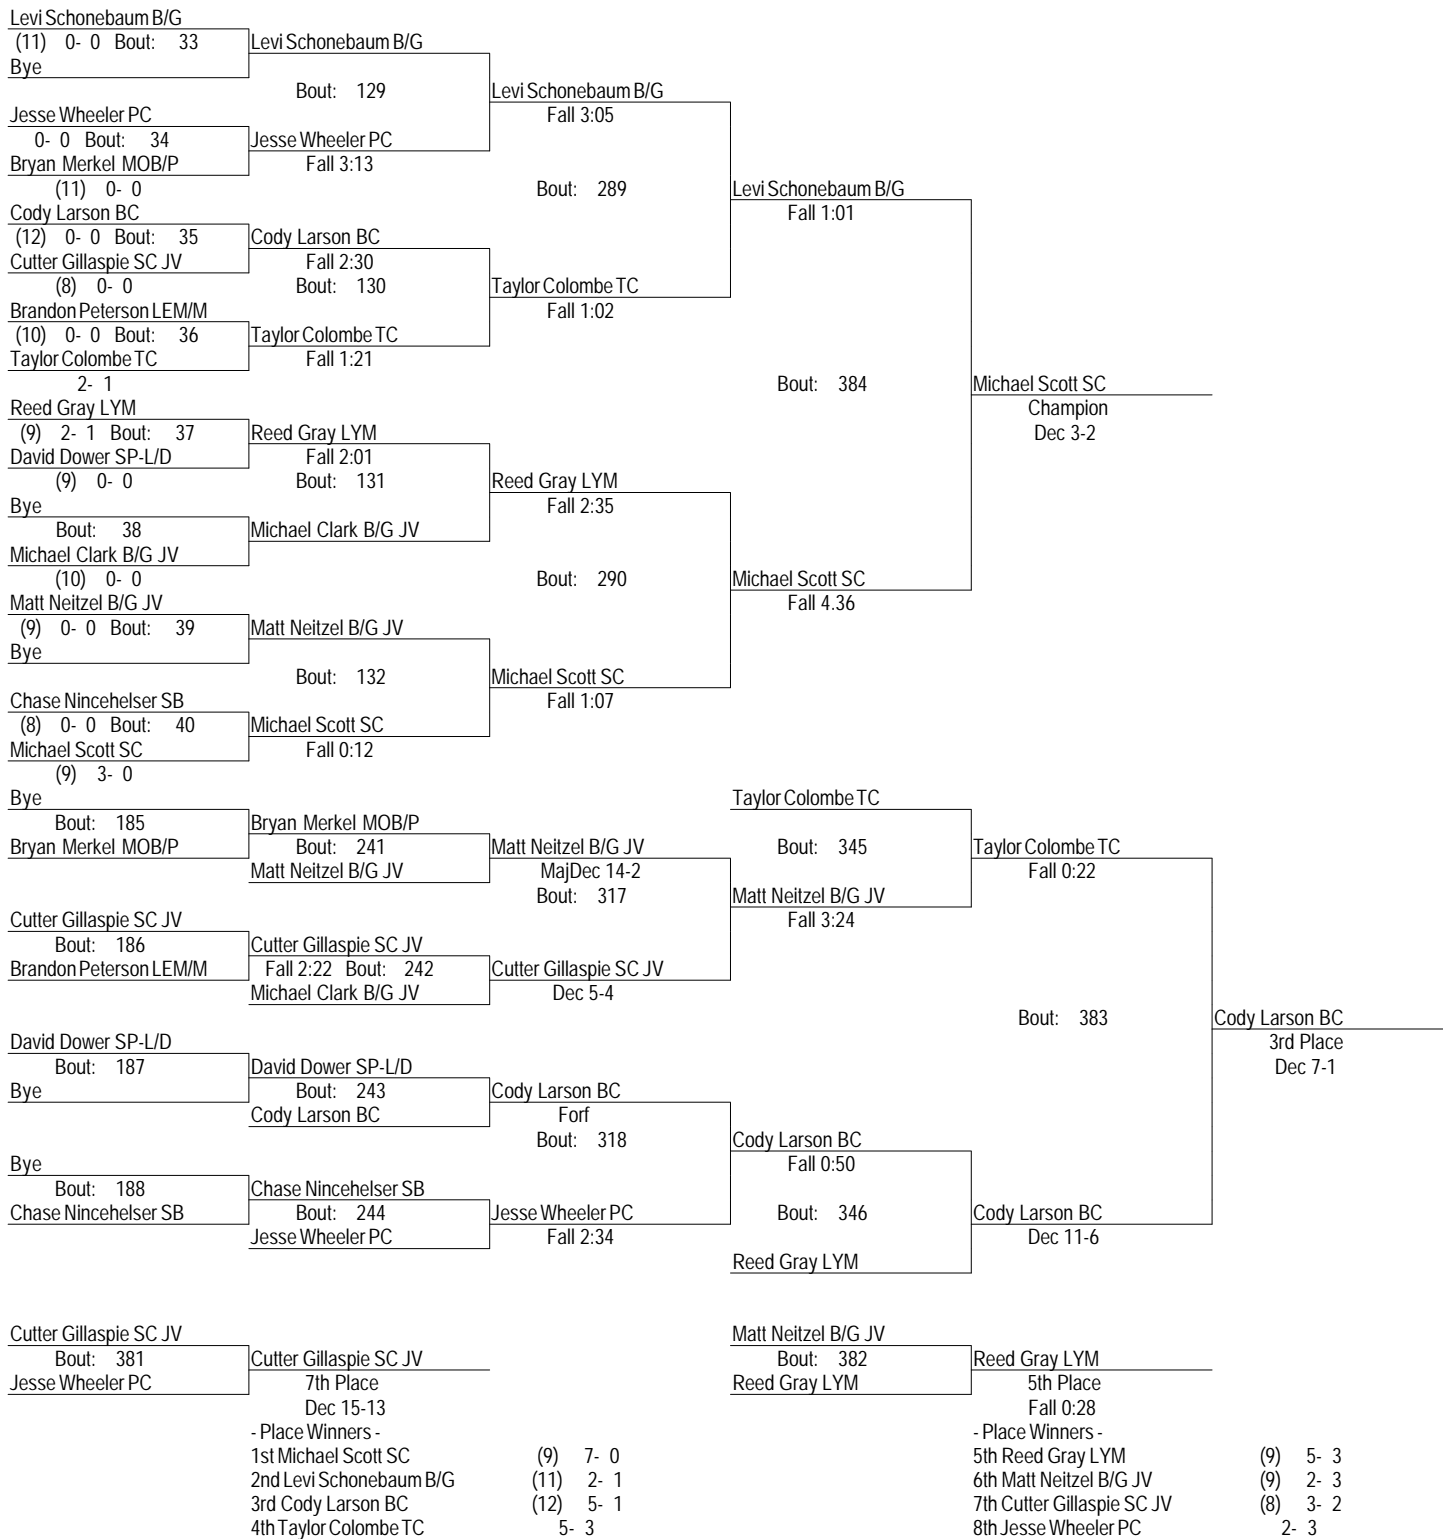 Levi Schonebaum B/G
(11) 0- 0 Bout: 33 Levi Schonebaum B/G
Bye
Bout: 129 Levi Schonebaum B/G
Jesse Wheeler PC Fall 3:05
0- 0 Bout: 34 Jesse Wheeler PC
Bryan Merkel MOB/P Fall 3:13
(11) 0- 0 Bout: 289 Levi Schonebaum B/G
Cody Larson BC Fall 1:01
(12) 0- 0 Bout: 35 Cody Larson BC
Cutter Gillaspie SC JV Fall 2:30
(8) 0- 0 Bout: 130 Taylor Colombe TC
Brandon Peterson LEM/M Fall 1:02
(10) 0- 0 Bout: 36 Taylor Colombe TC
Taylor Colombe TC Fall 1:21
2- 1 Bout: 384 Michael Scott SC
Reed Gray LYM Champion
(9) 2- 1 Bout: 37 Reed Gray LYM Dec 3-2
David Dower SP-L/D Fall 2:01
(9) 0- 0 Bout: 131 Reed Gray LYM
Bye Fall 2:35
Bout: 38 Michael Clark B/G JV
Michael Clark B/G JV
(10) 0- 0 Bout: 290 Michael Scott SC
Matt Neitzel B/G JV Fall 4.36
(9) 0- 0 Bout: 39 Matt Neitzel B/G JV
Bye
Bout: 132 Michael Scott SC
Chase Nincehelser SB Fall 1:07
(8) 0- 0 Bout: 40 Michael Scott SC
Michael Scott SC Fall 0:12
(9) 3- 0
Bye Taylor Colombe TC
Bout: 185 Bryan Merkel MOB/P
Bryan Merkel MOB/P Bout: 241 Matt Neitzel B/G JV Bout: 345 Taylor Colombe TC
Matt Neitzel B/G JV MajDec 14-2 Fall 0:22
Bout: 317 Matt Neitzel B/G JV
Cutter Gillaspie SC JV Fall 3:24
Bout: 186 Cutter Gillaspie SC JV
Brandon Peterson LEM/M Fall 2:22 Bout: 242 Cutter Gillaspie SC JV
Michael Clark B/G JV Dec 5-4
Bout: 383 Cody Larson BC
David Dower SP-L/D 3rd Place
Bout: 187 David Dower SP-L/D Dec 7-1
Bye Bout: 243 Cody Larson BC
Cody Larson BC Forf
Bout: 318 Cody Larson BC
Bye Fall 0:50
Bout: 188 Chase Nincehelser SB
Chase Nincehelser SB Bout: 244 Jesse Wheeler PC Bout: 346 Cody Larson BC
Jesse Wheeler PC Fall 2:34 Dec 11-6
Reed Gray LYM
Cutter Gillaspie SC JV Matt Neitzel B/G JV
Bout: 381 Cutter Gillaspie SC JV Bout: 382 Reed Gray LYM
Jesse Wheeler PC 7th Place Reed Gray LYM 5th Place
Dec 15-13 Fall 0:28
- Place Winners - - Place Winners -
1st Michael Scott SC (9) 7- 0 5th Reed Gray LYM (9) 5- 3
2nd Levi Schonebaum B/G (11) 2- 1 6th Matt Neitzel B/G JV (9) 2- 3
3rd Cody Larson BC (12) 5- 1 7th Cutter Gillaspie SC JV (8) 3- 2
4th Taylor Colombe TC 5- 3 8th Jesse Wheeler PC 2- 3